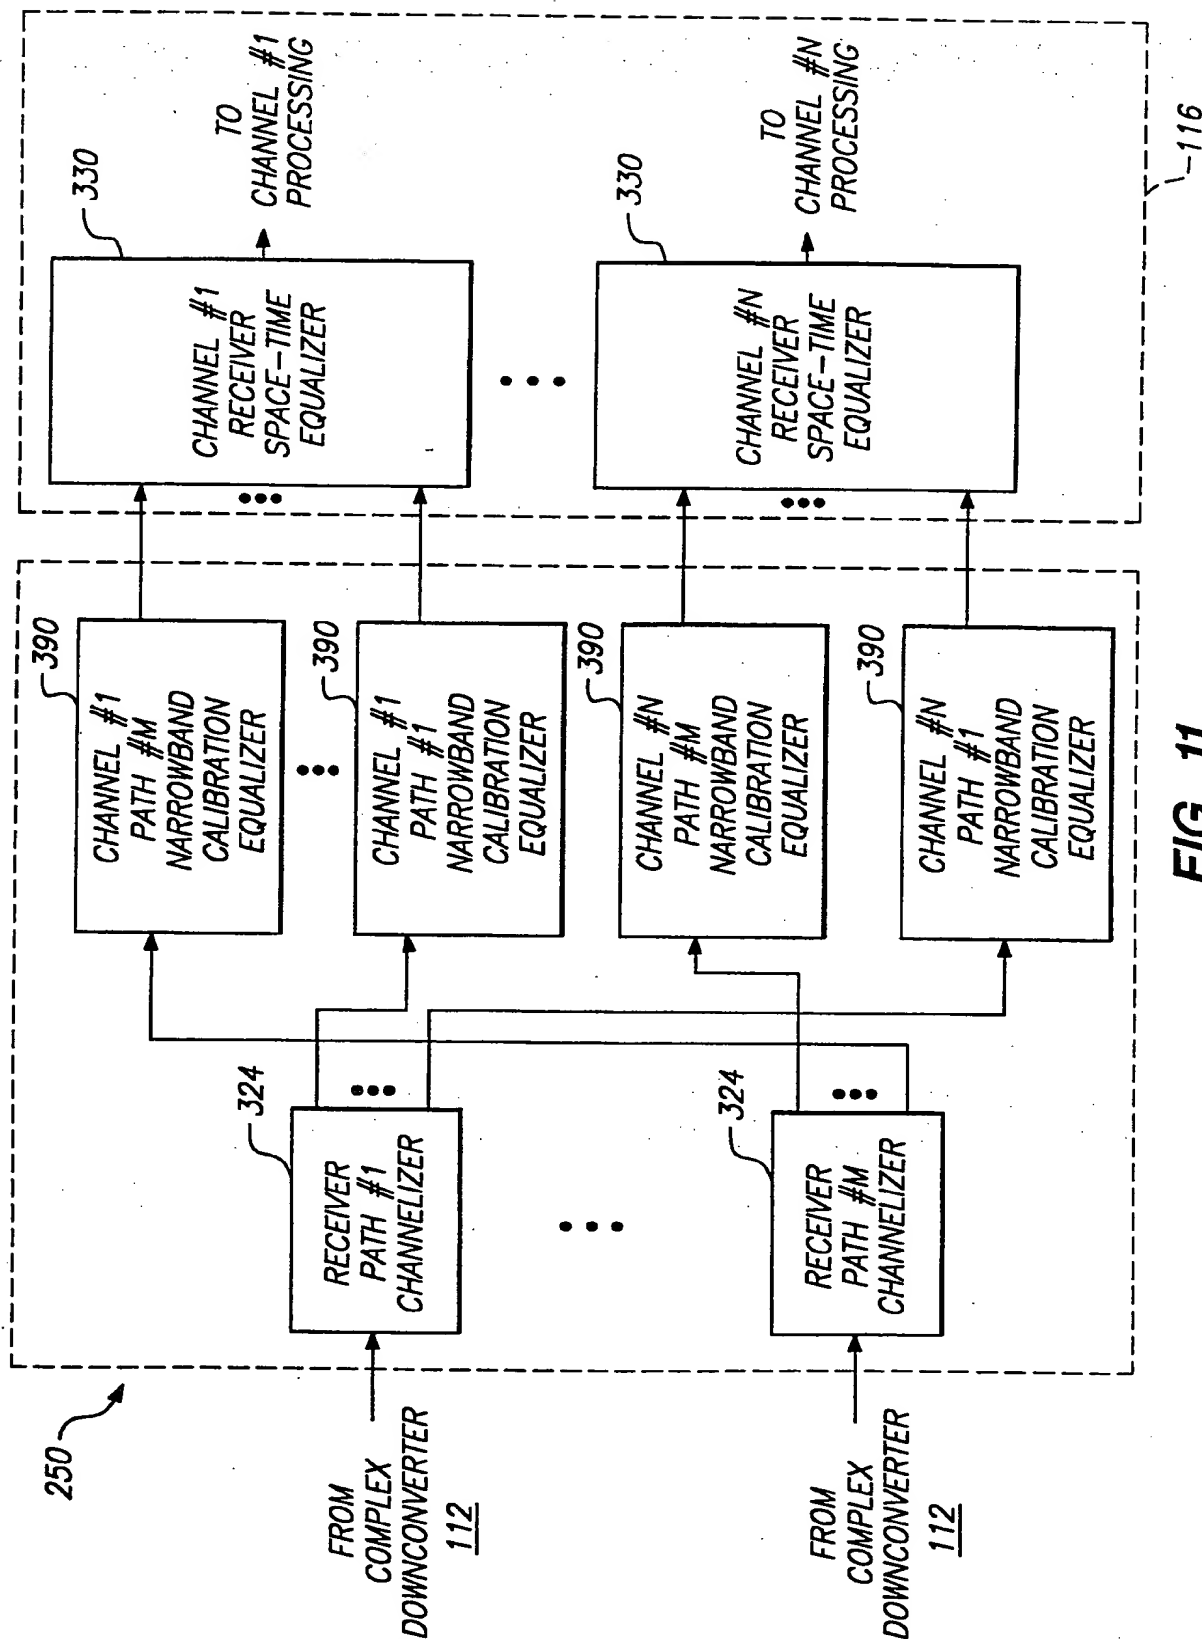 250
FROM
COMPLEX
DOWNCONVERTER
112
FROM
COMPLEX
DOWNCONVERTER
112
324
RECEIVER
PATH #1
CHANNELIZER
324
RECEIVER
PATH #M
CHANNELIZER
390
CHANNEL #1
PATH #M
NARROWBAND
CALIBRATION
EQUALIZER
390
CHANNEL #1
PATH #1
NARROWBAND
CALIBRATION
EQUALIZER
390
CHANNEL #N
PATH #M
NARROWBAND
CALIBRATION
EQUALIZER
390
CHANNEL #N
PATH #1
NARROWBAND
CALIBRATION
EQUALIZER
330
CHANNEL #1
RECEIVER
SPACE-TIME
EQUALIZER
TO
CHANNEL #1
PROCESSING
330
CHANNEL #N
RECEIVER
SPACE-TIME
EQUALIZER
TO
CHANNEL #N
PROCESSING
116
FIG. 11